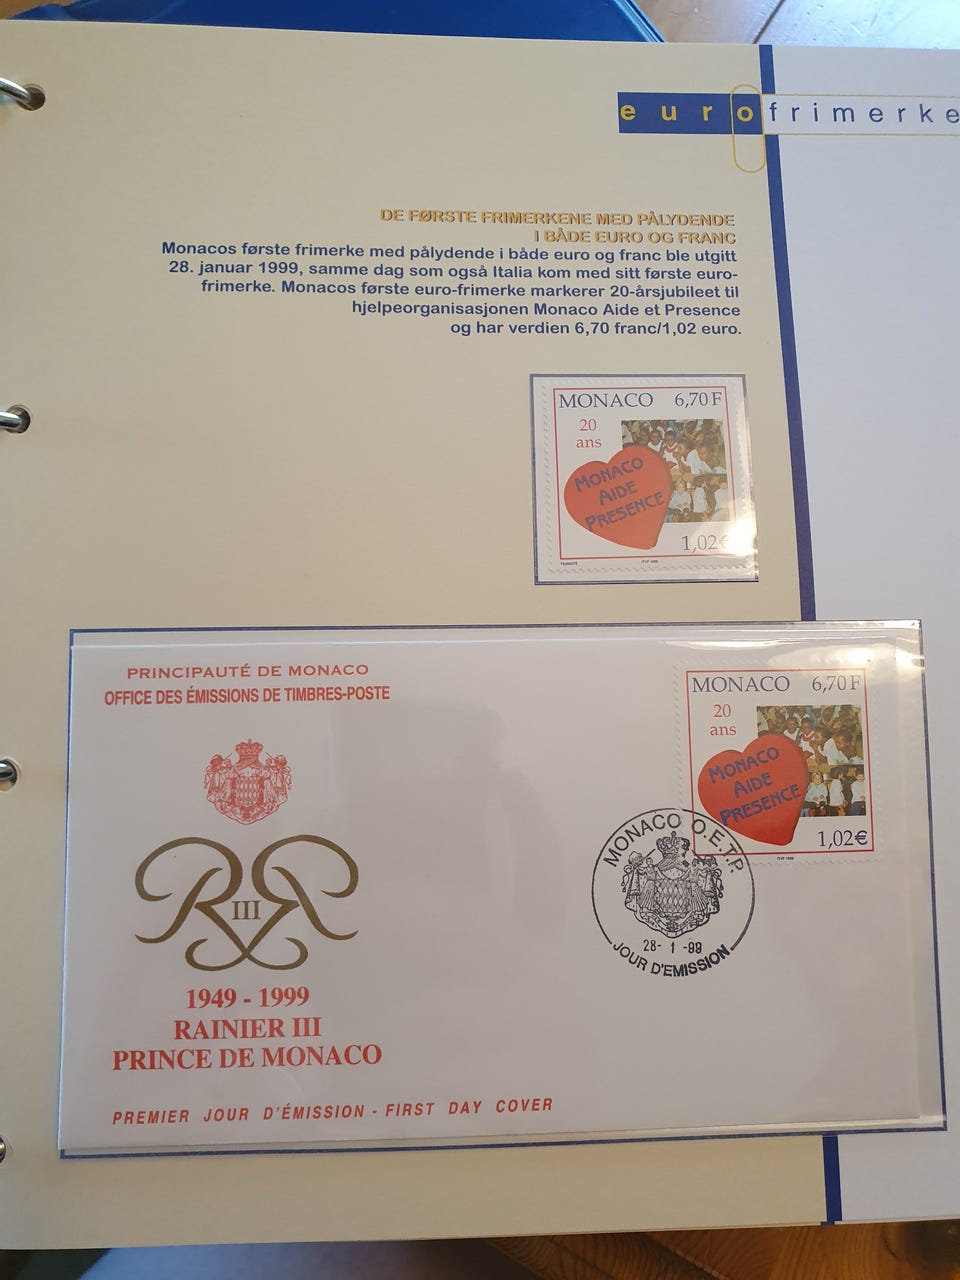 eurofrimerke
DE FØRSTE FRIMERKENE MED PÅLYDENDE
I BÅDE EURO OG FRANC
Monacos første frimerke med pålydende i både euro og franc ble utgitt
28. januar 1999, samme dag som også Italia kom med sitt første euro-
frimerke. Monacos første euro-frimerke markerer 20-årsjubileet til
hjelpeorganisasjonen Monaco Aide et Presence
og har verdien 6,70 franc/1,02 euro.
MONACO 6,70F
20
ans
MONACO
AIDE
PRESENCE
1,02€
ITVF 1999
PRINCIPAUTÉ DE MONACO
OFFICE DES ÉMISSIONS DE TIMBRES-POSTE
RR III
1949 - 1999
RAINIER III
PRINCE DE MONACO
PREMIER JOUR D'ÉMISSION - FIRST DAY COVER
MONACO 6,70F
20
ans
MONACO
AIDE
PRESENCE
1,02€
ITVF 1999
MONACO O.E.T.P.
28- 1 -99
JOUR D'EMISSION